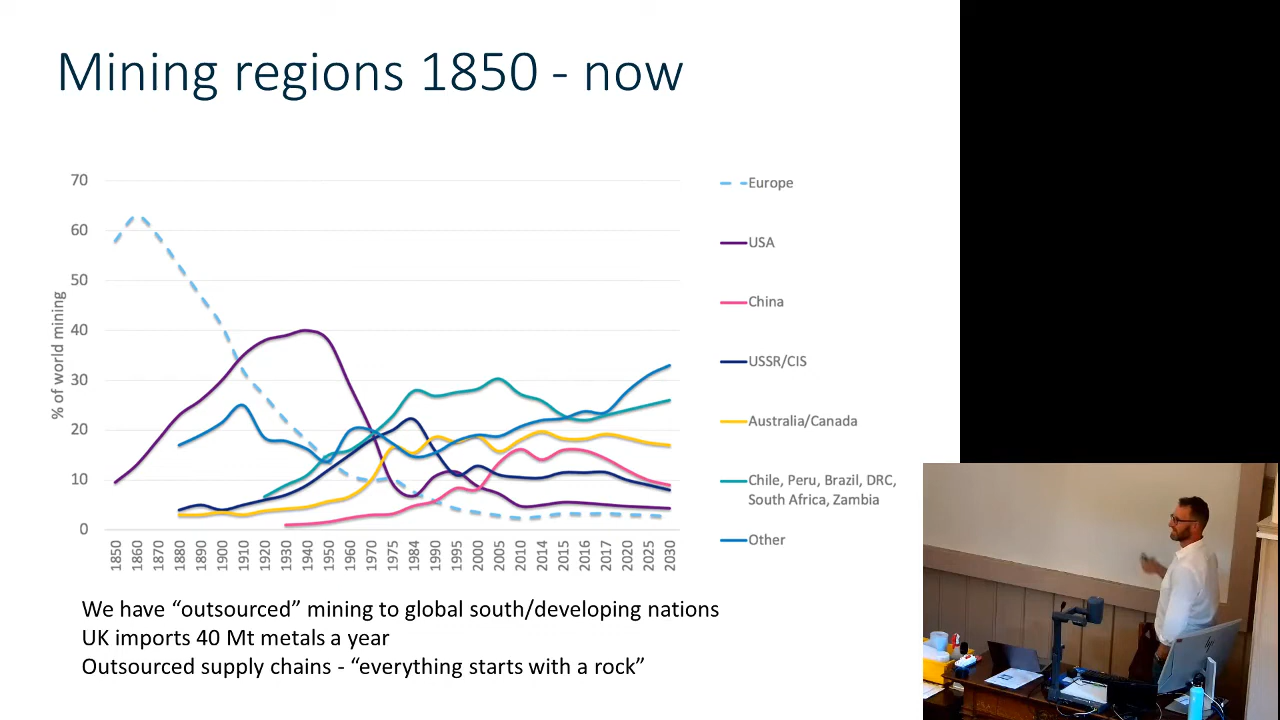 Mining regions 1850 - now
% of world mining
70
60
50
40
30
20
10
0
1850
1860
1870
1880
1890
1900
1910
1920
1930
1940
1950
1960
1970
1984
1990
1995
2000
2005
2010
2014
2015
2016
2017
2020
2025
2030
Europe
USA
China
USSR/CIS
Australia/Canada
Chile, Peru, Brazil, DRC,
South Africa, Zambia
Other
We have “outsourced” mining to global south/developing nations
UK imports 40 Mt metals a year
Outsourced supply chains - “everything starts with a rock”
hp